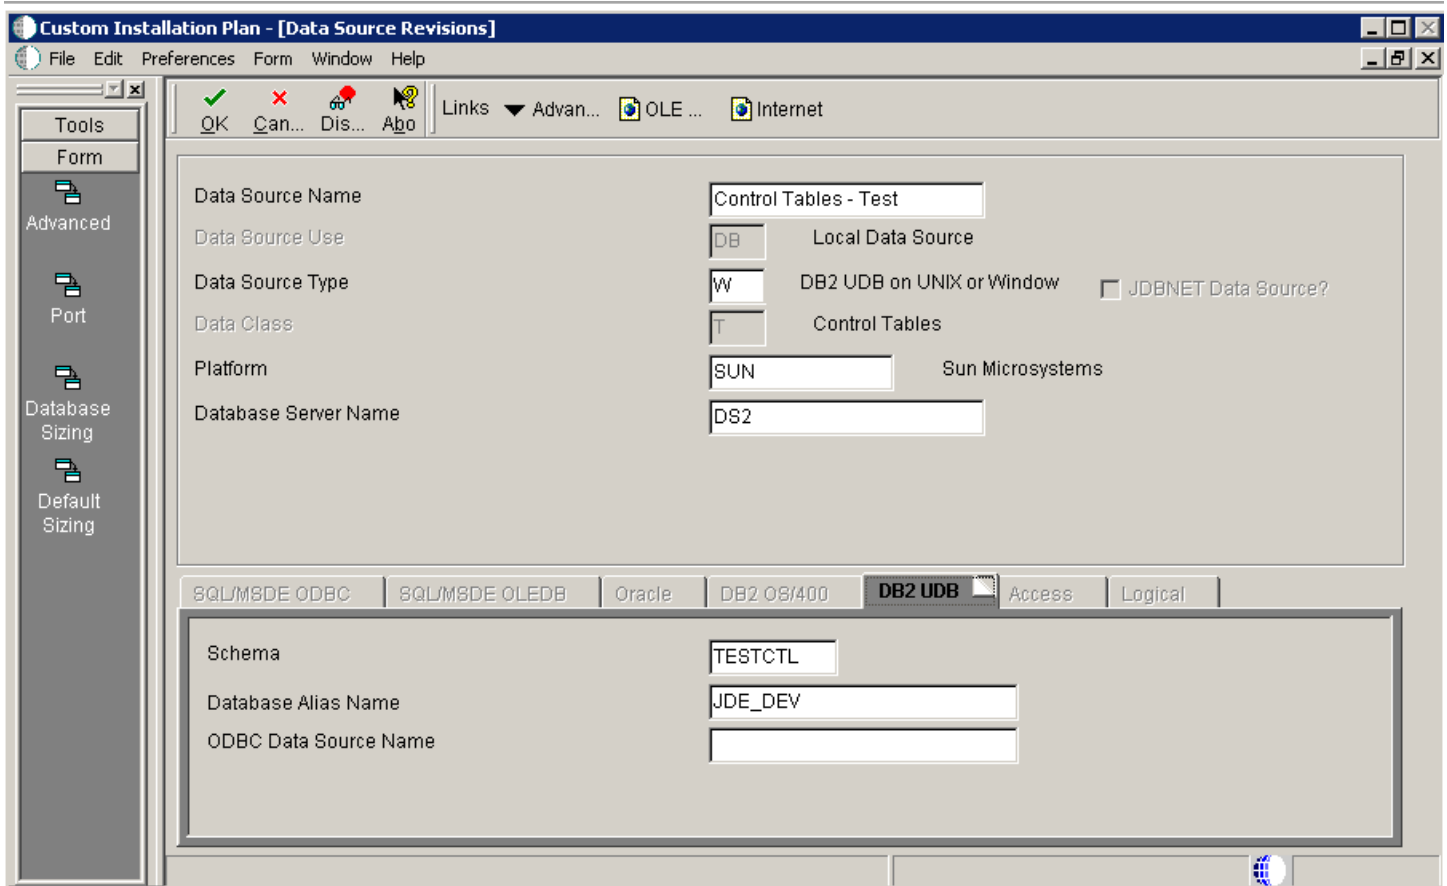 Custom Installation Plan - [Data Source Revisions]
File Edit Preferences Form Window Help
Tools
Form
Advanced
Port
Database
Sizing
Default
Sizing
OK Can... Dis... Abo Links Advan... OLE ... Internet
Data Source Name Control Tables - Test
Data Source Use DB Local Data Source
Data Source Type W DB2 UDB on UNIX or Window JDBNET Data Source?
Data Class T Control Tables
Platform SUN Sun Microsystems
Database Server Name DS2
SQL/MSDE ODBC SQL/MSDE OLEDB Oracle DB2 OS/400 DB2 UDB Access Logical
Schema TESTCTL
Database Alias Name JDE_DEV
ODBC Data Source Name